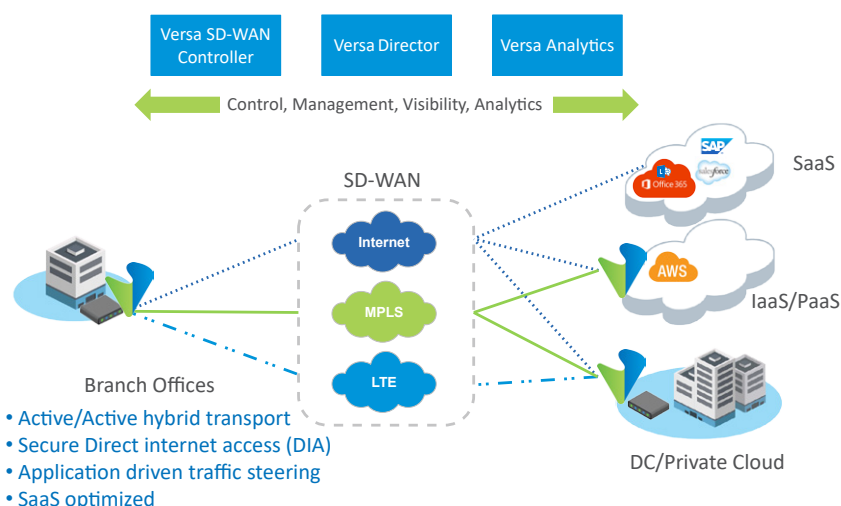 Versa SD-WAN
Controller
Versa Director
Versa Analytics
Control, Management, Visibility, Analytics
SAP
SaaS
Office 365
salesforce
SD-WAN
Internet
AWS
IaaS/PaaS
MPLS
LTE
Branch Offices
• Active/Active hybrid transport
• Secure Direct internet access (DIA)
• Application driven traffic steering
• SaaS optimized
DC/Private Cloud